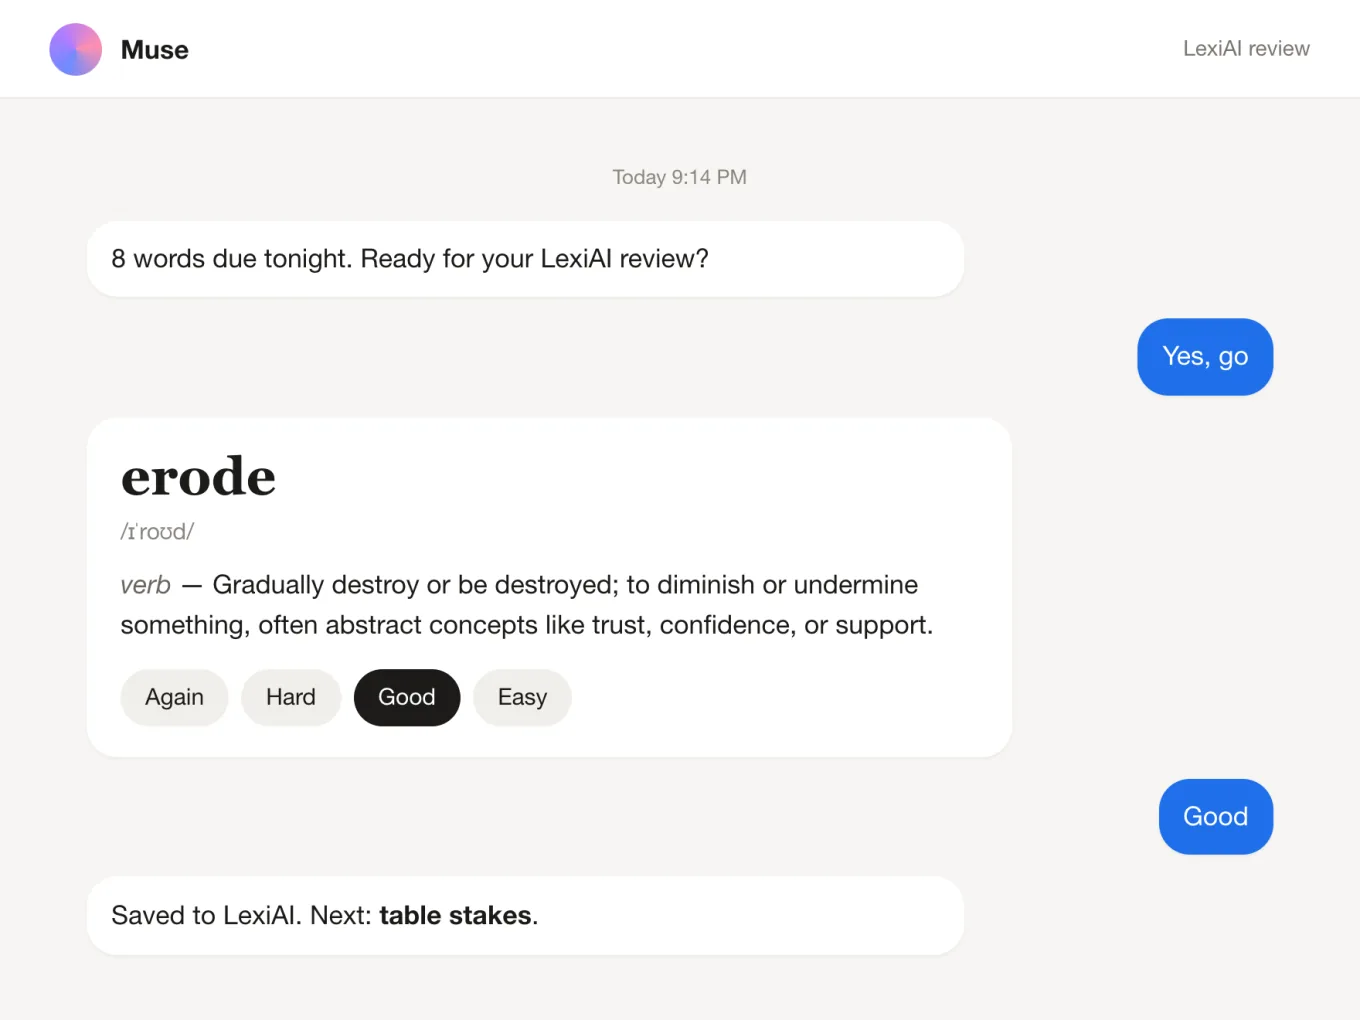 Muse
LexiAI review
Today 9:14 PM
8 words due tonight. Ready for your LexiAI review?
Yes, go
erode
/ɪˈroʊd/
verb — Gradually destroy or be destroyed; to diminish or undermine
something, often abstract concepts like trust, confidence, or support.
Again Hard Good Easy
Good
Saved to LexiAI. Next: table stakes.